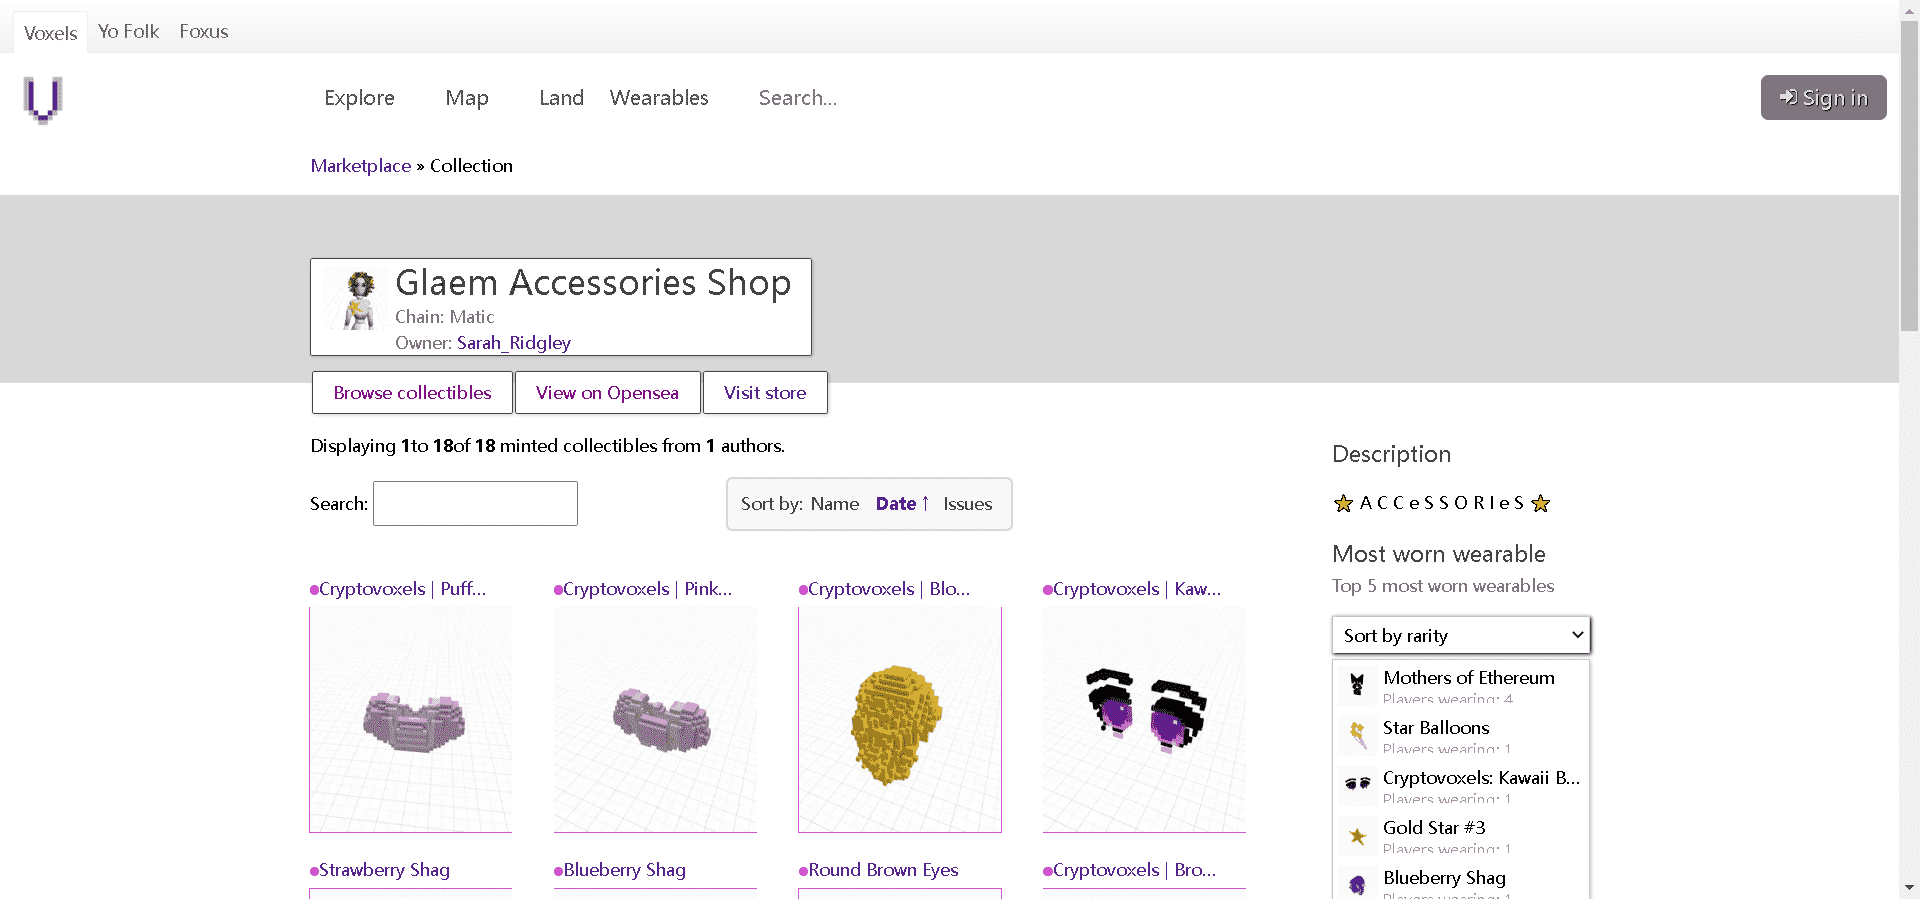 Voxels Yo Folk Foxus
Explore Map Land Wearables Search... Sign in
Marketplace » Collection
Glaem Accessories Shop
Chain: Matic
Owner: Sarah_Ridgley
Browse collectibles View on Opensea Visit store
Displaying 1to 18of 18 minted collectibles from 1 authors.
Search: Sort by: Name Date ↑ Issues
Cryptovoxels | Puff... Cryptovoxels | Pink... Cryptovoxels | Blo... Cryptovoxels | Kaw...
Strawberry Shag Blueberry Shag Round Brown Eyes Cryptovoxels | Bro...
Description
A C C e S S O R I e S
Most worn wearable
Top 5 most worn wearables
Sort by rarity
Mothers of Ethereum
Players wearing: 4
Star Balloons
Players wearing: 1
Cryptovoxels: Kawaii B...
Players wearing: 1
Gold Star #3
Players wearing: 1
Blueberry Shag
Players wearing: 1